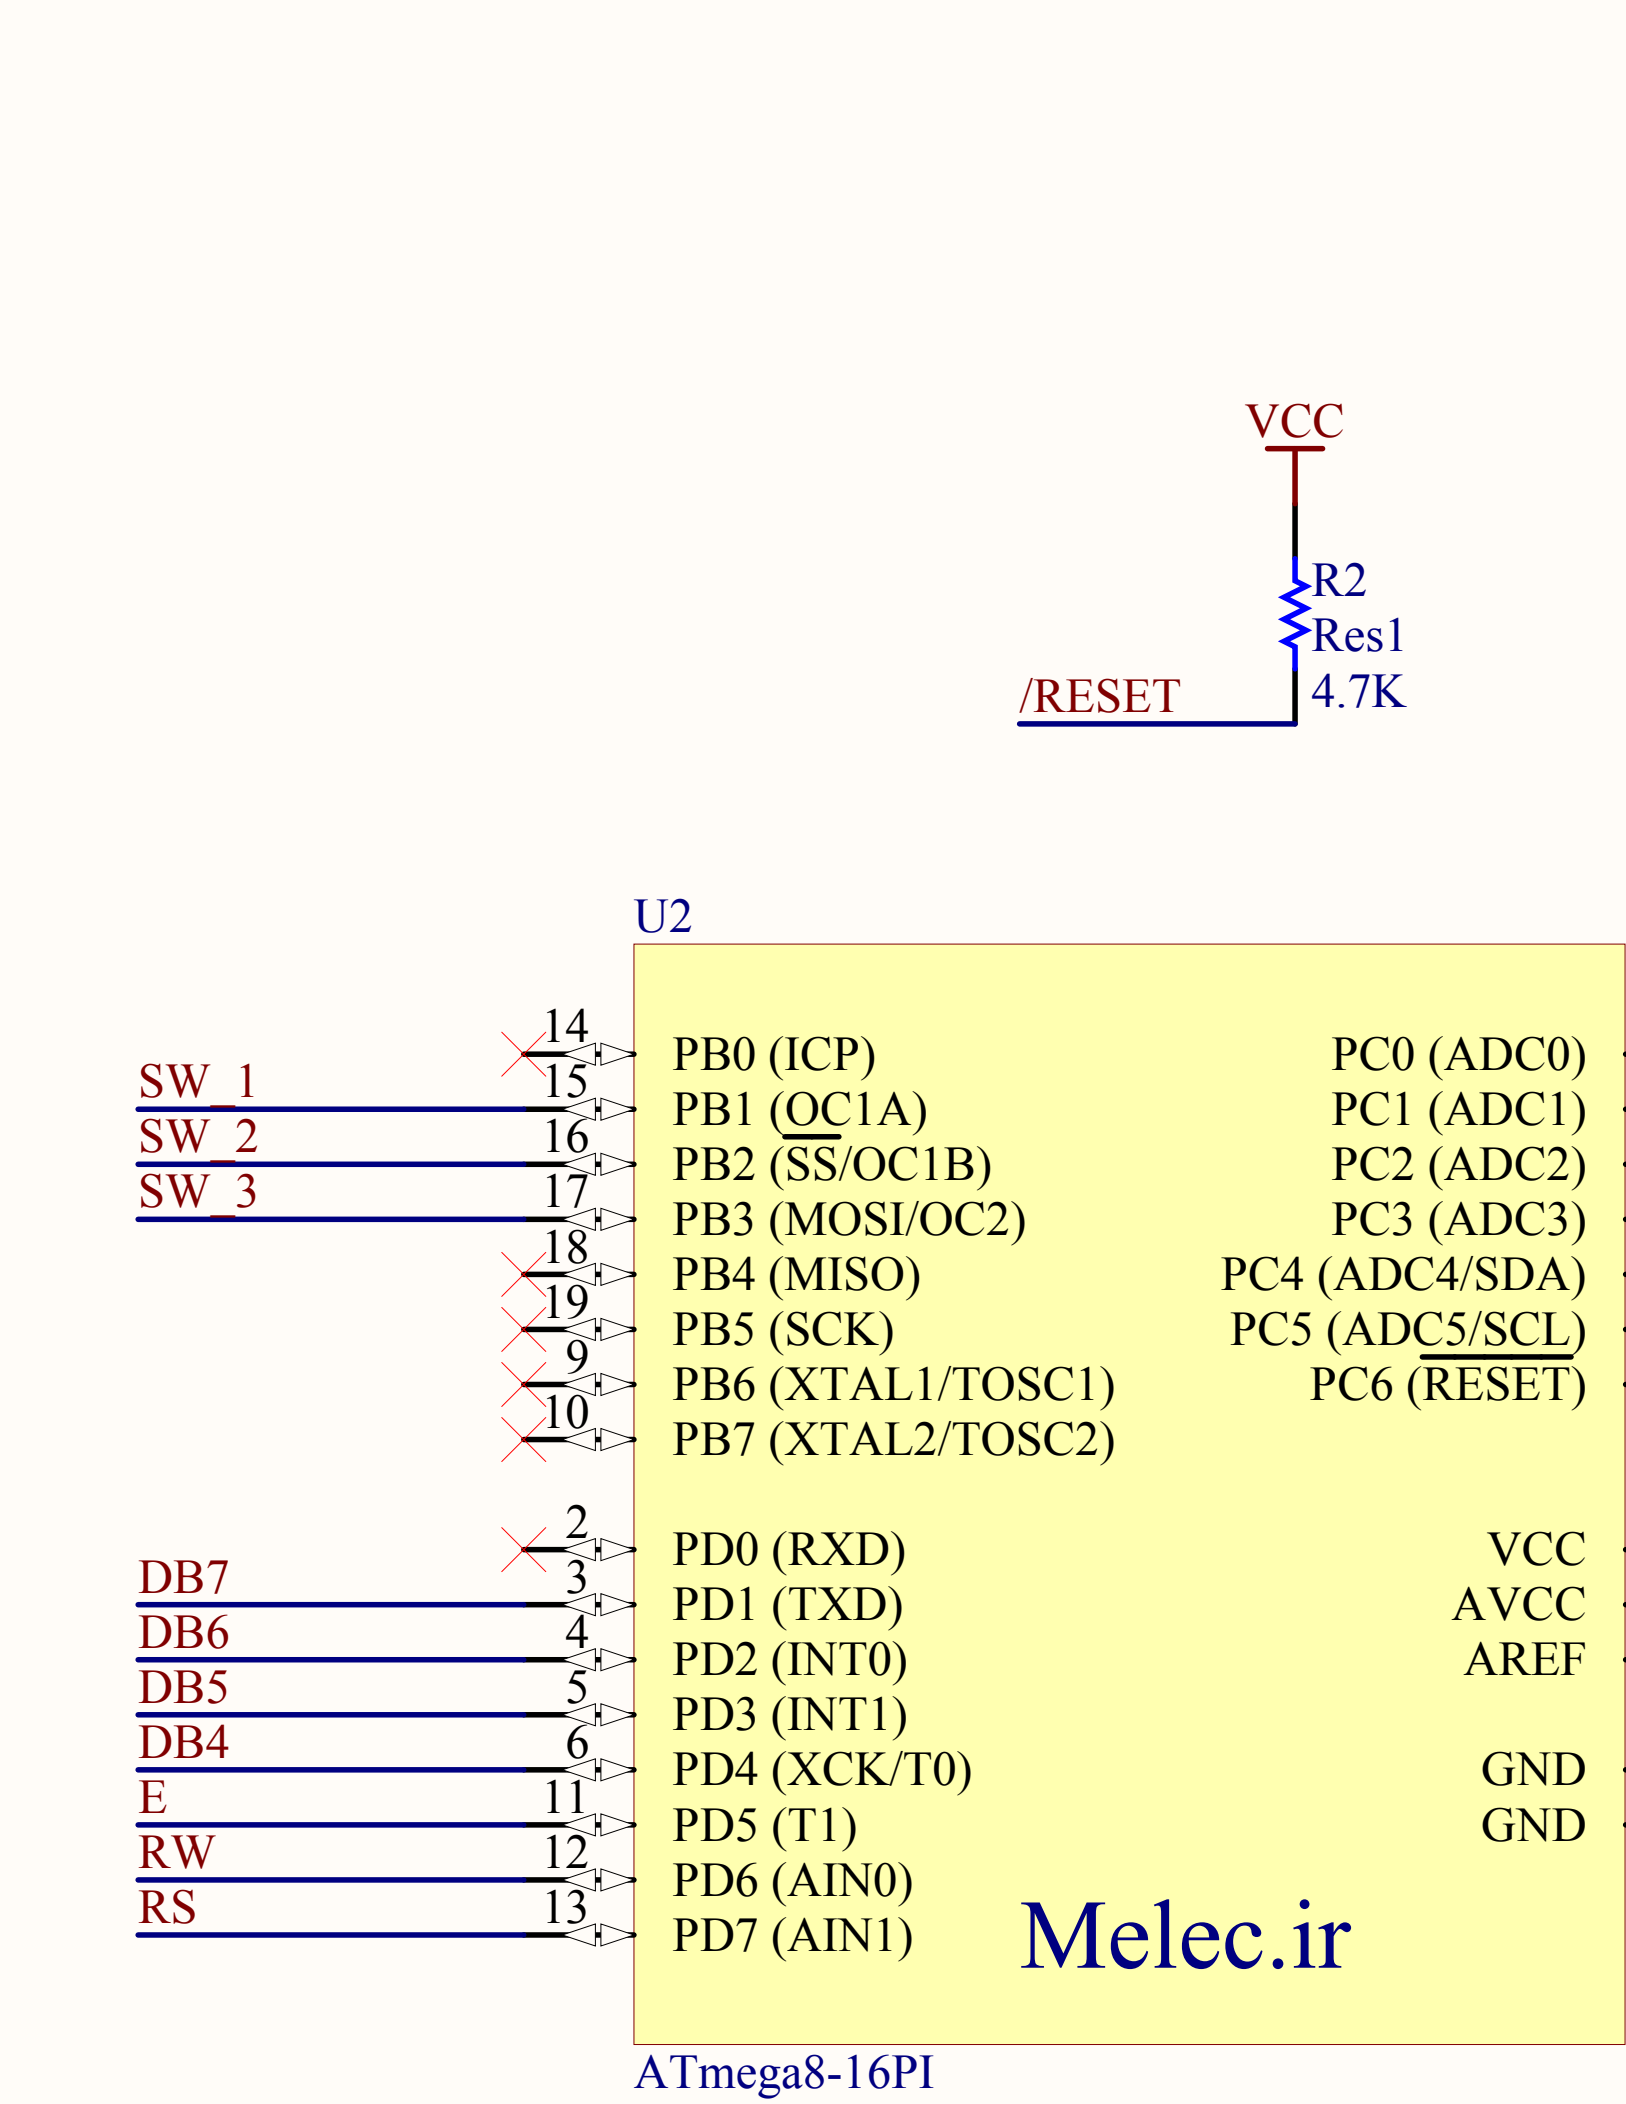 VCC
R2
Res1
4.7K
/RESET
U2
14 PB0 (ICP) PC0 (ADC0)
SW_1 15 PB1 (OC1A) PC1 (ADC1)
SW_2 16 PB2 (SS/OC1B) PC2 (ADC2)
SW_3 17 PB3 (MOSI/OC2) PC3 (ADC3)
18 PB4 (MISO) PC4 (ADC4/SDA)
19 PB5 (SCK) PC5 (ADC5/SCL)
9 PB6 (XTAL1/TOSC1) PC6 (RESET)
10 PB7 (XTAL2/TOSC2)
2 PD0 (RXD) VCC
DB7 3 PD1 (TXD) AVCC
DB6 4 PD2 (INT0) AREF
DB5 5 PD3 (INT1)
DB4 6 PD4 (XCK/T0) GND
E 11 PD5 (T1) GND
RW 12 PD6 (AIN0)
RS 13 PD7 (AIN1)
Melec.ir
ATmega8-16PI